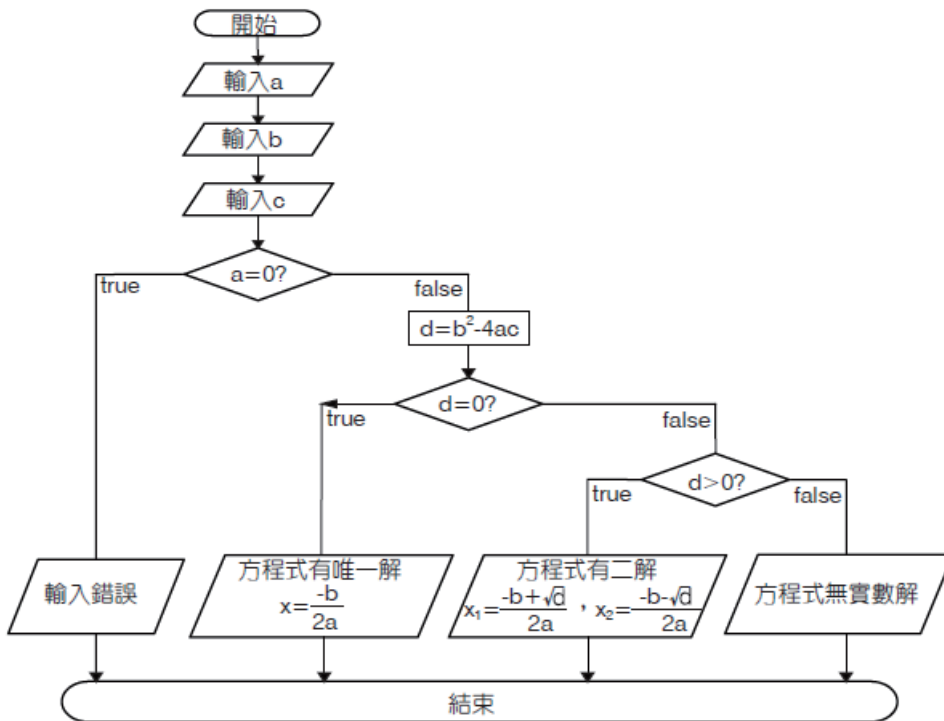 開始
輸入a
輸入b
輸入c
a=0?
true
false
d=b²-4ac
d=0?
true
false
d>0?
true
false
輸入錯誤
方程式有唯一解
x=-b/2a
方程式有二解
x₁=-b+√d/2a ,x₂=-b-√d/2a
方程式無實數解
結束